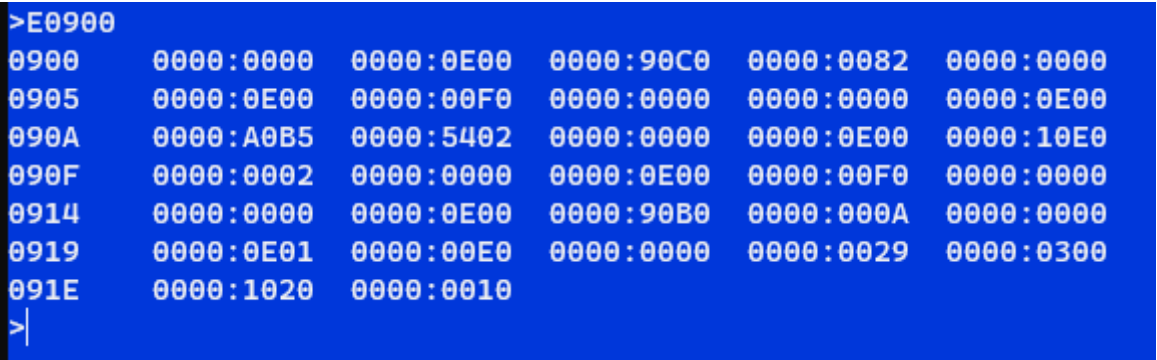 >E0900
0900 0000:0000 0000:0E00 0000:90C0 0000:0082 0000:0000
0905 0000:0E00 0000:00F0 0000:0000 0000:0000 0000:0E00
090A 0000:A0B5 0000:5402 0000:0000 0000:0E00 0000:10E0
090F 0000:0002 0000:0000 0000:0E00 0000:00F0 0000:0000
0914 0000:0000 0000:0E00 0000:90B0 0000:000A 0000:0000
0919 0000:0E01 0000:00E0 0000:0000 0000:0029 0000:0300
091E 0000:1020 0000:0010
>